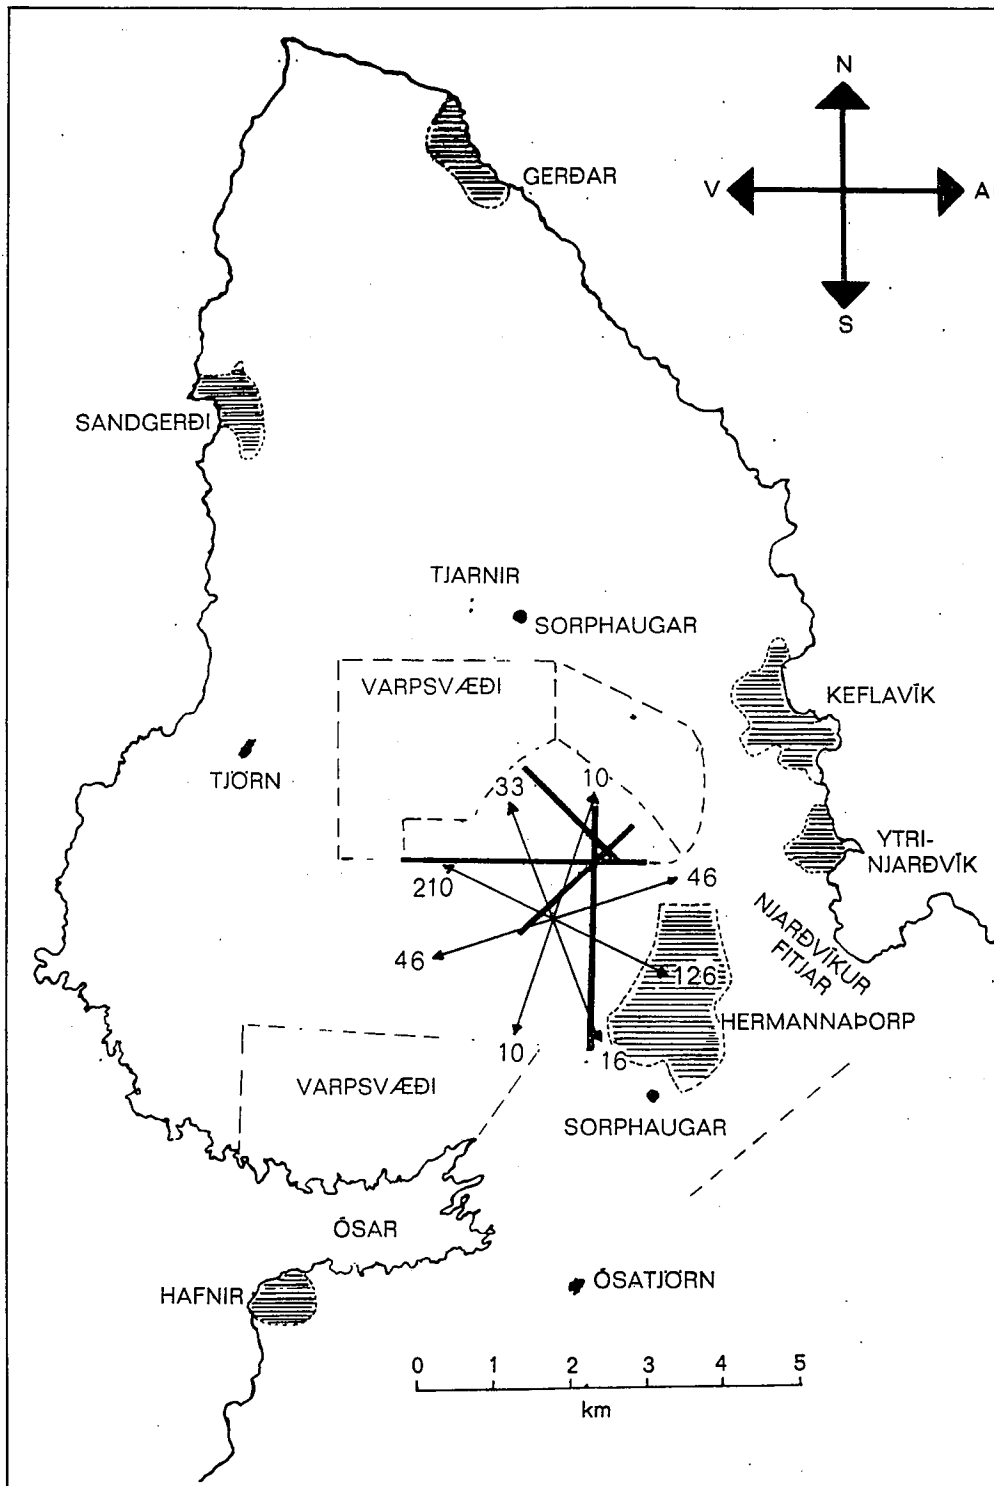 N
V
A
S
GERÐAR
SANDGERÐI
TJARNIR
SORPHAUGAR
VARPSVÆÐI
KEFLAVÍK
TJÖRN
33
10
YTRI-
NJARÐVÍK
210
46
NJARÐVÍKUR
FITJAR
46
126
HERMANNAÞORP
10
16
VARPSVÆÐI
SORPHAUGAR
ÓSAR
HAFNIR
ÓSATJÖRN
0 1 2 3 4 5
km